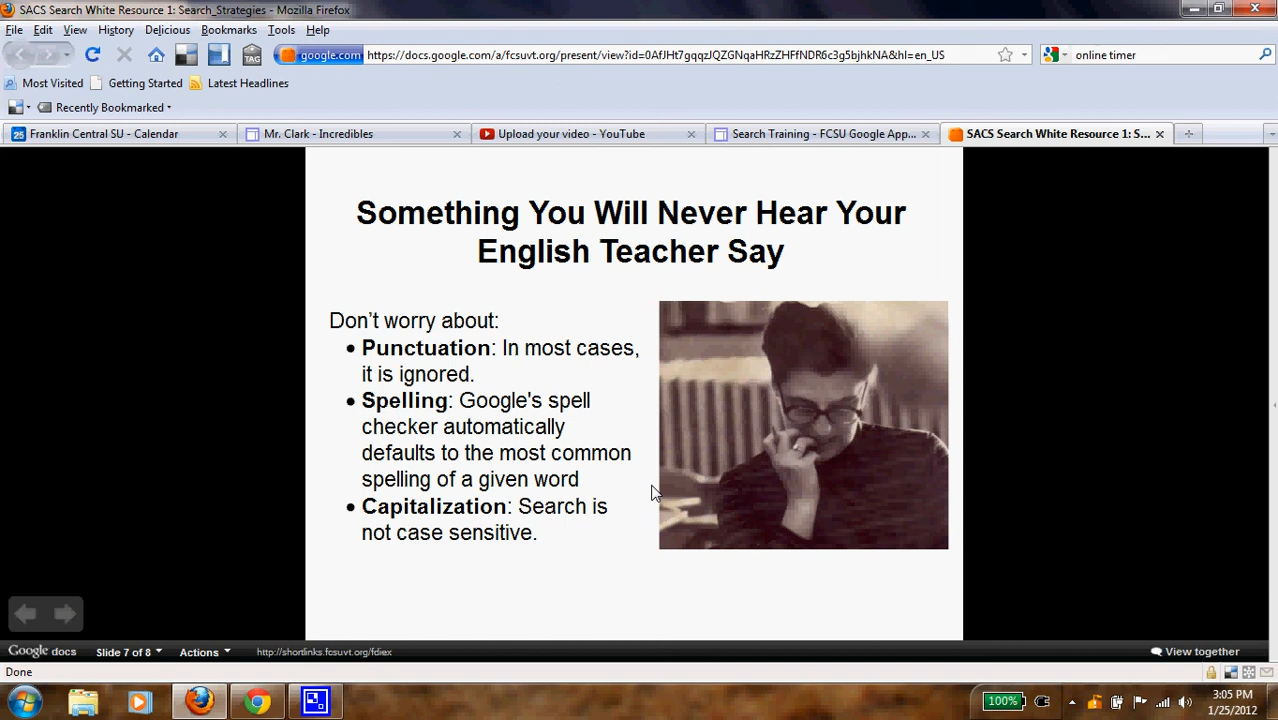 SACS Search White Resource 1: Search_Strategies - Mozilla Firefox
File Edit View History Delicious Tools Help
TAG google.com https://docs.google.com/a/fcsuvt.org/present/view?id=0AfJHt7gqqzJQZGNqaHRzZHFfNDR6c3g5bjhkNA&hl=en_US online timer
Most Visited Getting Started Latest Headlines
Recently Bookmarked
25 Franklin Central SU - Calendar Mr. Clark - Incredibles Upload your video - YouTube Search Training - FCSU Google App... SACS Search White Resource 1: S...
Something You Will Never Hear Your
English Teacher Say
Don't worry about:
• Punctuation: In most cases,
it is ignored.
• Spelling: Google's spell
checker automatically
defaults to the most common
spelling of a given word
• Capitalization: Search is
not case sensitive.
Google docs Slide 7 of 8 Actions http://shortlinks.fcsuvt.org/fdiex View together
Done
100% 3:05 PM
1/25/2012